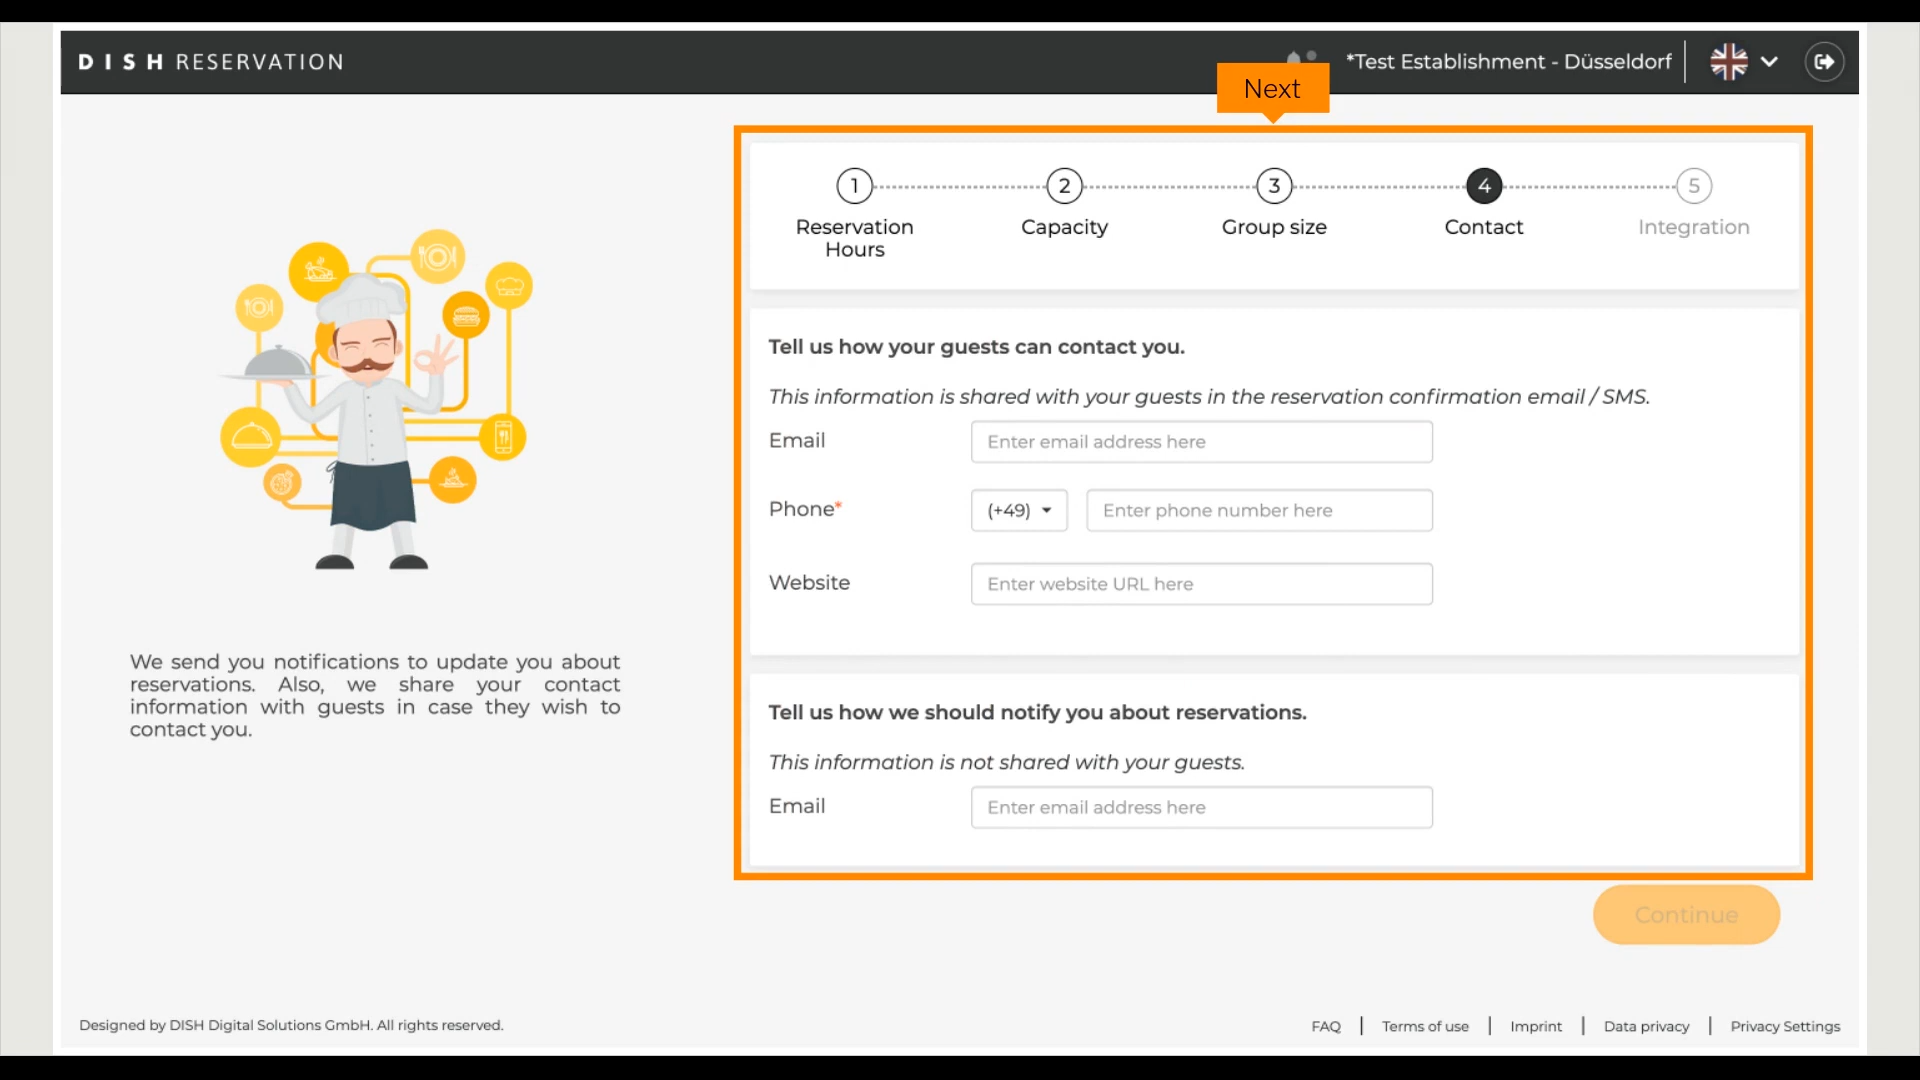 DISH RESERVATION
*Test Establishment - Düsseldorf
Next
1
2
3
4
5
Reservation
Hours
Capacity
Group size
Contact
Integration
Tell us how your guests can contact you.
This information is shared with your guests in the reservation confirmation email / SMS.
Email
Enter email address here
Phone*
(+49)
Enter phone number here
Website
Enter website URL here
We send you notifications to update you about
reservations. Also, we share your contact
information with guests in case they wish to
contact you.
Tell us how we should notify you about reservations.
This information is not shared with your guests.
Email
Enter email address here
Continue
Designed by DISH Digital Solutions GmbH. All rights reserved.
FAQ | Terms of use | Imprint | Data privacy | Privacy Settings